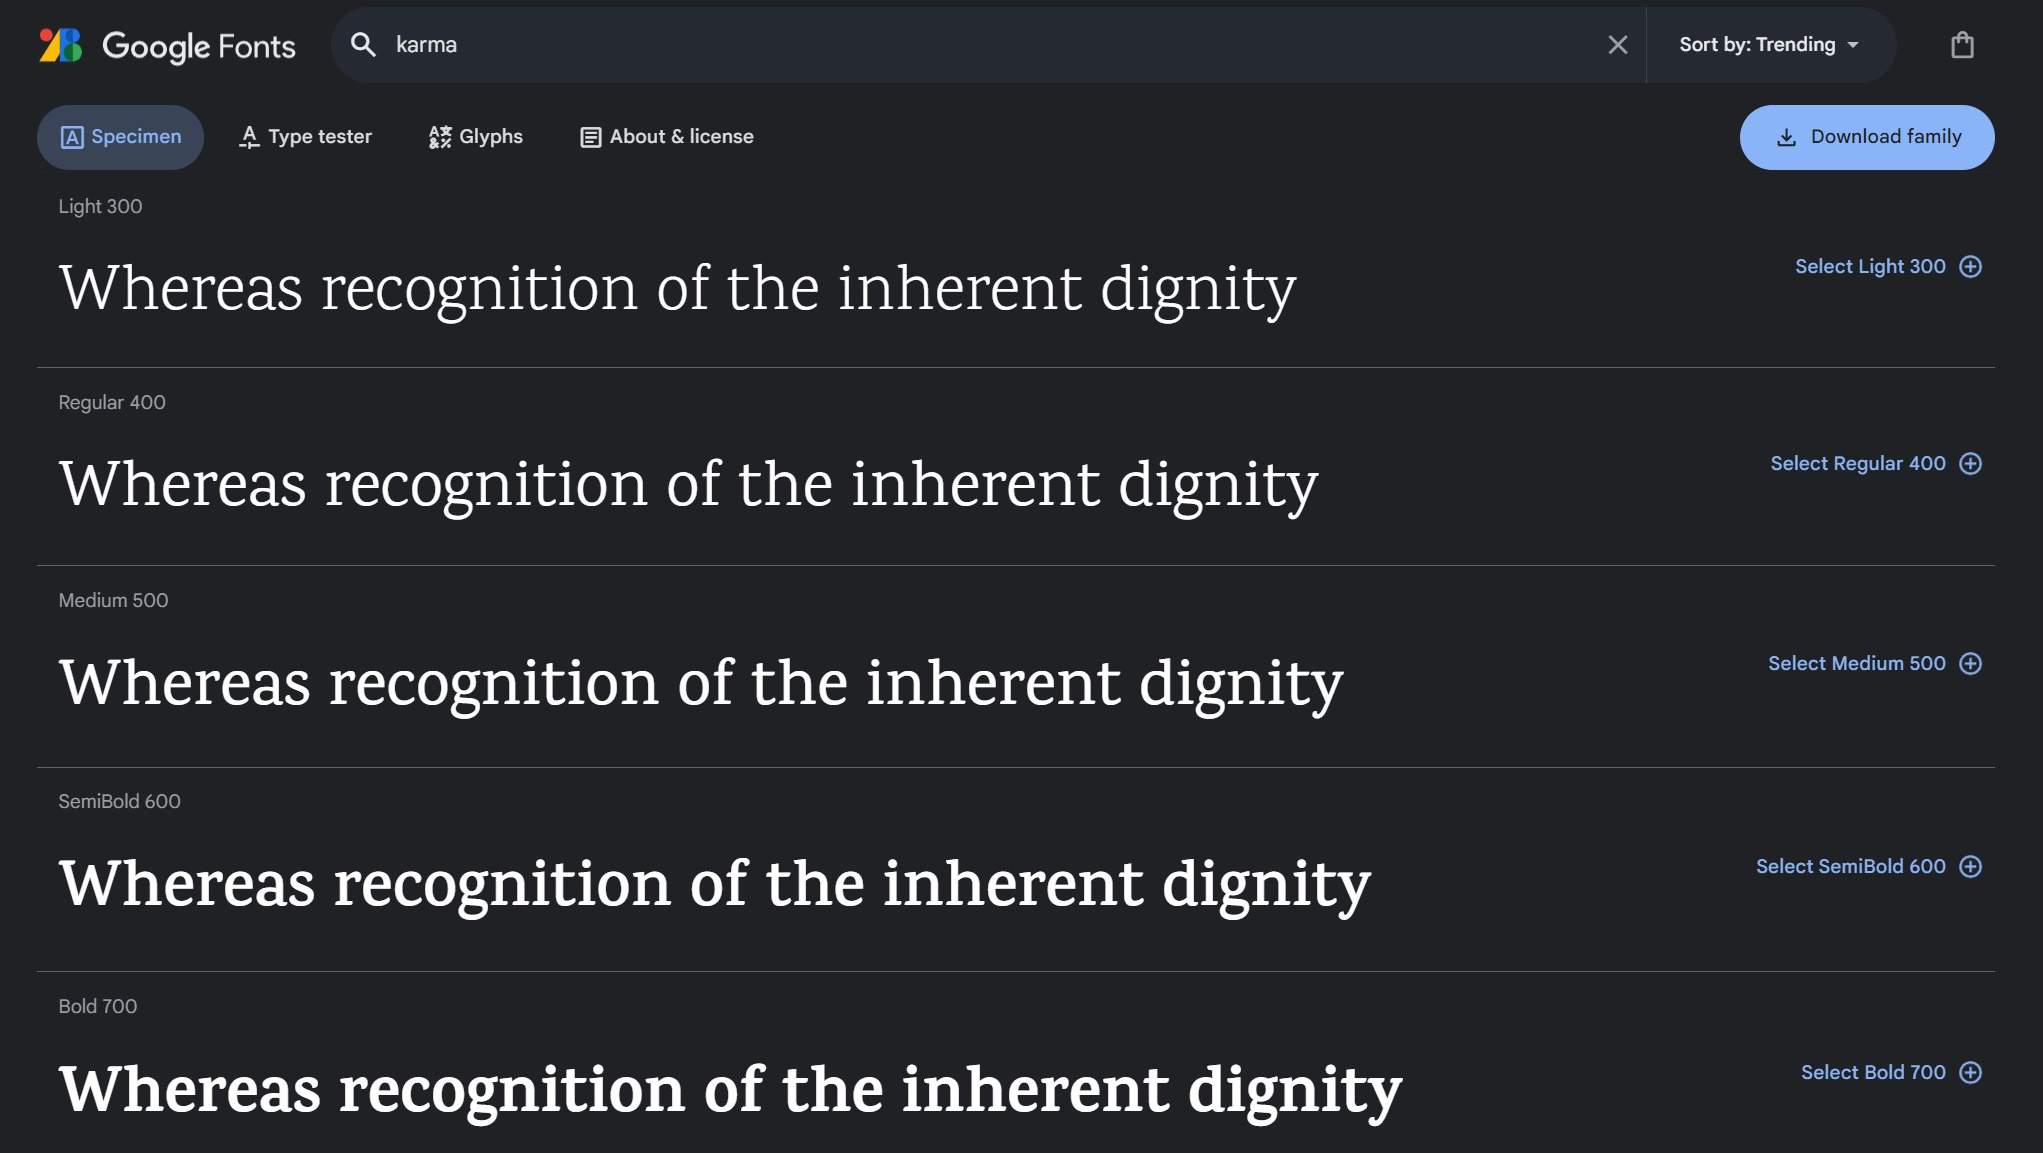 Google Fonts
karma
Sort by: Trending
Specimen
Type tester
Glyphs
About & license
Download family
Light 300
Whereas recognition of the inherent dignity
Select Light 300
Regular 400
Whereas recognition of the inherent dignity
Select Regular 400
Medium 500
Whereas recognition of the inherent dignity
Select Medium 500
SemiBold 600
Whereas recognition of the inherent dignity
Select SemiBold 600
Bold 700
Whereas recognition of the inherent dignity
Select Bold 700